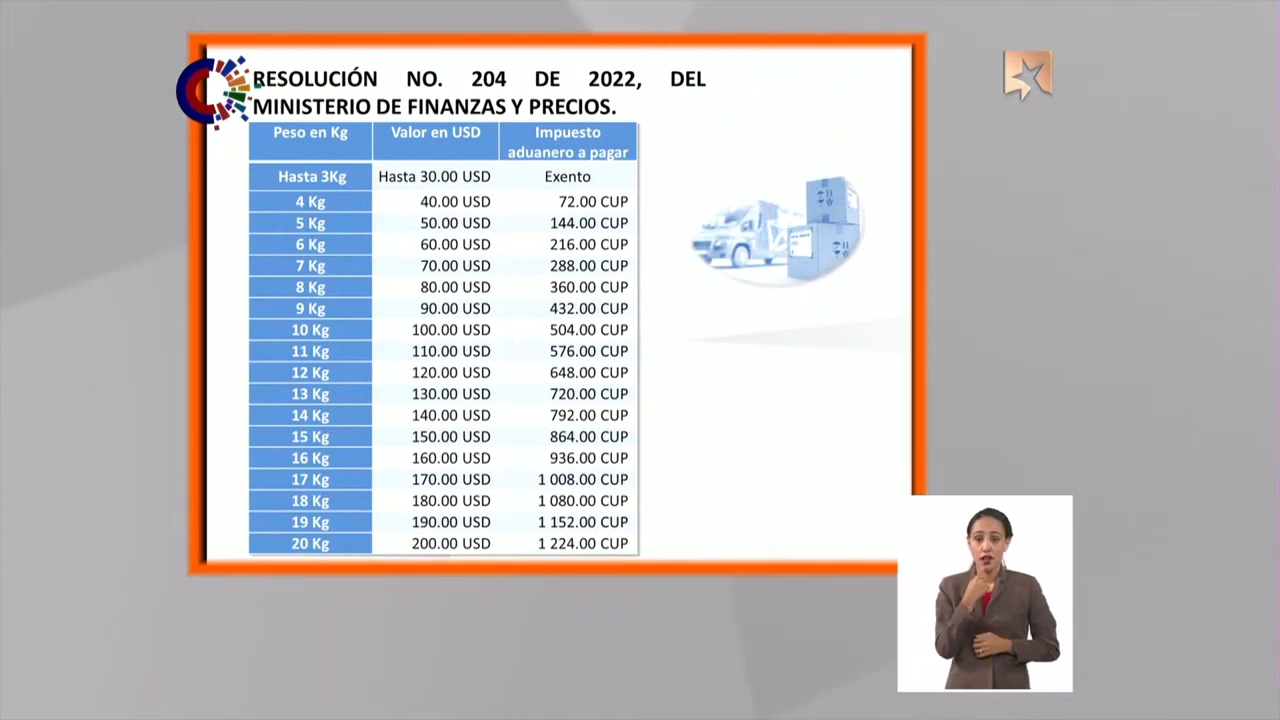 RESOLUCIÓN NO. 204 DE 2022, DEL
MINISTERIO DE FINANZAS Y PRECIOS.
Peso en Kg Valor en USD Impuesto aduanero a pagar
Hasta 3Kg Hasta 30.00 USD Exento
4 Kg 40.00 USD 72.00 CUP
5 Kg 50.00 USD 144.00 CUP
6 Kg 60.00 USD 216.00 CUP
7 Kg 70.00 USD 288.00 CUP
8 Kg 80.00 USD 360.00 CUP
9 Kg 90.00 USD 432.00 CUP
10 Kg 100.00 USD 504.00 CUP
11 Kg 110.00 USD 576.00 CUP
12 Kg 120.00 USD 648.00 CUP
13 Kg 130.00 USD 720.00 CUP
14 Kg 140.00 USD 792.00 CUP
15 Kg 150.00 USD 864.00 CUP
16 Kg 160.00 USD 936.00 CUP
17 Kg 170.00 USD 1 008.00 CUP
18 Kg 180.00 USD 1 080.00 CUP
19 Kg 190.00 USD 1 152.00 CUP
20 Kg 200.00 USD 1 224.00 CUP